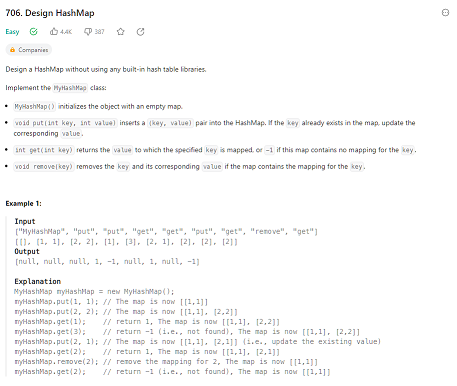 706. Design HashMap
Easy 4.4K 387
Companies
Design a HashMap without using any built-in hash table libraries.
Implement the MyHashMap class:
• MyHashMap() initializes the object with an empty map.
• void put(int key, int value) inserts a (key, value) pair into the HashMap. If the key already exists in the map, update the
corresponding value.
• int get(int key) returns the value to which the specified key is mapped, or -1 if this map contains no mapping for the key.
• void remove(key) removes the key and its corresponding value if the map contains the mapping for the key.
Example 1:
Input
["MyHashMap", "put", "put", "get", "get", "put", "get", "remove", "get"]
[[], [1, 1], [2, 2], [1], [3], [2, 1], [2], [2], [2]]
Output
[null, null, null, 1, -1, null, 1, null, -1]
Explanation
MyHashMap myHashMap = new MyHashMap();
myHashMap.put(1, 1); // The map is now [[1,1]]
myHashMap.put(2, 2); // The map is now [[1,1], [2,2]]
myHashMap.get(1);    // return 1, The map is now [[1,1], [2,2]]
myHashMap.get(3);    // return -1 (i.e., not found), The map is now [[1,1], [2,2]]
myHashMap.put(2, 1); // The map is now [[1,1], [2,1]] (i.e., update the existing value)
myHashMap.get(2);    // return 1, The map is now [[1,1], [2,1]]
myHashMap.remove(2); // remove the mapping for 2, The map is now [[1,1]]
myHashMap.get(2);    // return -1 (i.e., not found), The map is now [[1,1]]